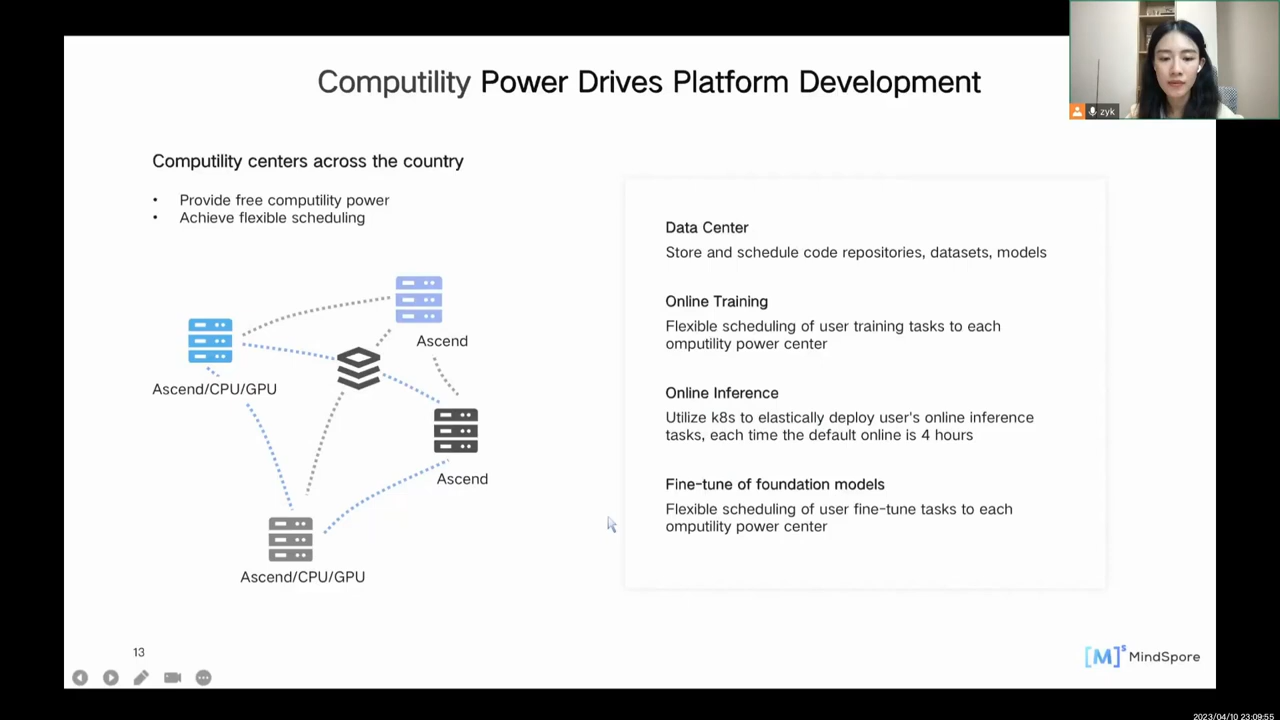 Computility Power Drives Platform Development
zyk
Computility centers across the country
• Provide free computility power
• Achieve flexible scheduling
Ascend
Ascend/CPU/GPU
Ascend
Ascend/CPU/GPU
Data Center
Store and schedule code repositories, datasets, models
Online Training
Flexible scheduling of user training tasks to each
omputility power center
Online Inference
Utilize k8s to elastically deploy user's online inference
tasks, each time the default online is 4 hours
Fine-tune of foundation models
Flexible scheduling of user fine-tune tasks to each
omputility power center
13
[M]s MindSpore
2023/04/10 23:09:55